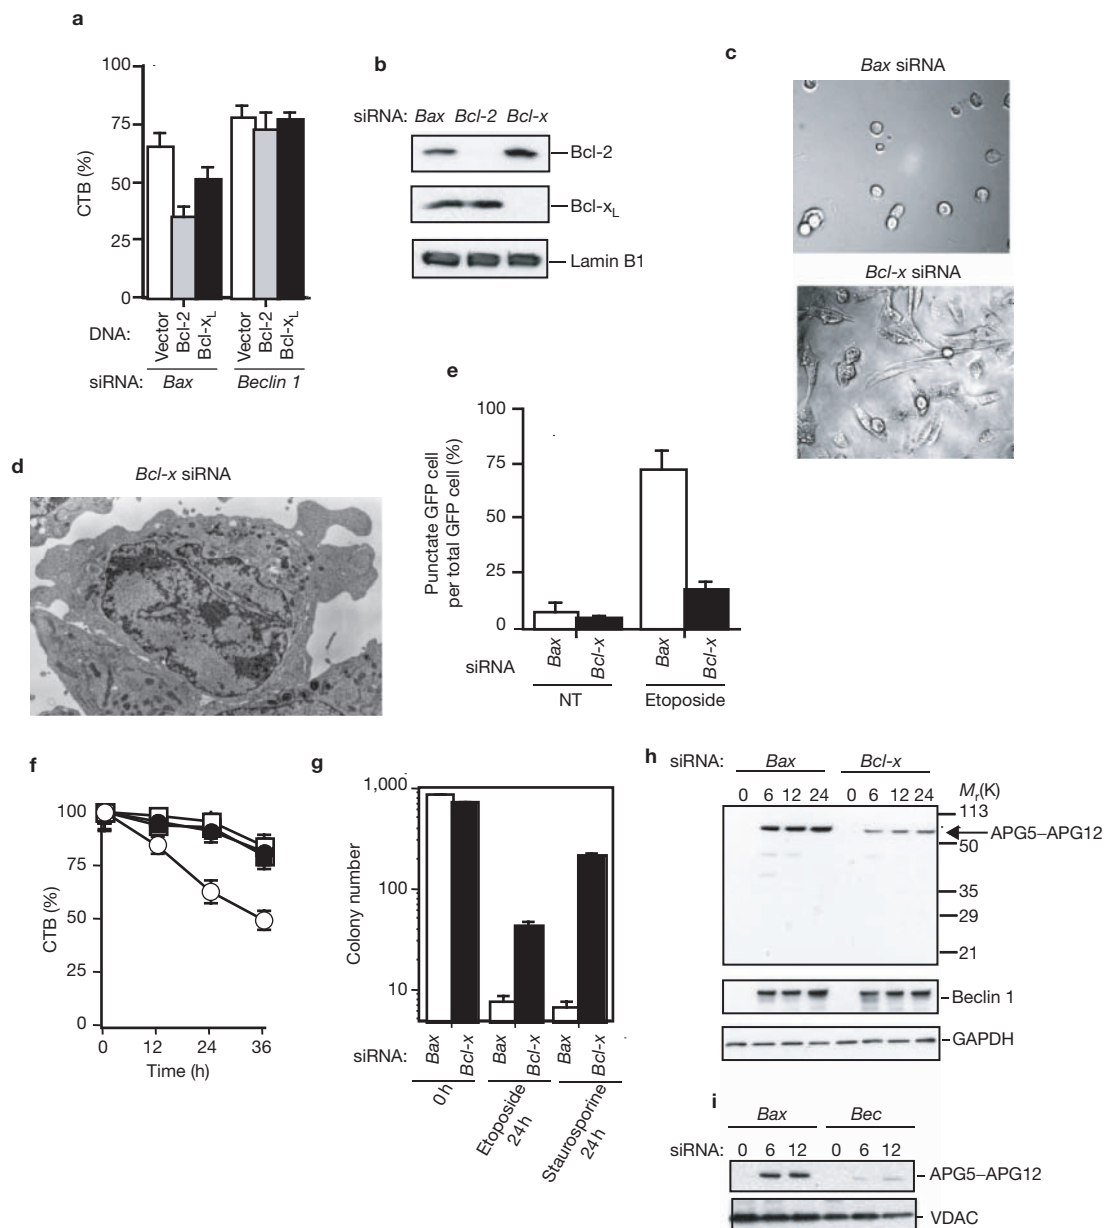 a
100
75
50
25
0
CTB (%)
DNA:
Vector
Bcl-2
Bcl-xL
Vector
Bcl-2
Bcl-xL
siRNA: Bax Beclin 1
b
siRNA: Bax Bcl-2 Bcl-x
Bcl-2
Bcl-xL
Lamin B1
c
Bax siRNA
Bcl-x siRNA
d
Bcl-x siRNA
e
100
75
50
25
0
Punctate GFP cell
per total GFP cell (%)
siRNA
Bax
Bcl-x
Bax
Bcl-x
NT Etoposide
f
100
75
50
25
0
CTB (%)
0 12 24 36
Time (h)
g
1,000
100
10
Colony number
siRNA:
Bax
Bcl-x
Bax
Bcl-x
Bax
Bcl-x
0 h
Etoposide
24 h
Staurosporine
24 h
h
siRNA: Bax Bcl-x
0 6 12 24 0 6 12 24 Mr(K)
113
APG5–APG12
50
35
29
21
Beclin 1
GAPDH
i
Bax Bec
siRNA: 0 6 12 0 6 12
APG5–APG12
VDAC